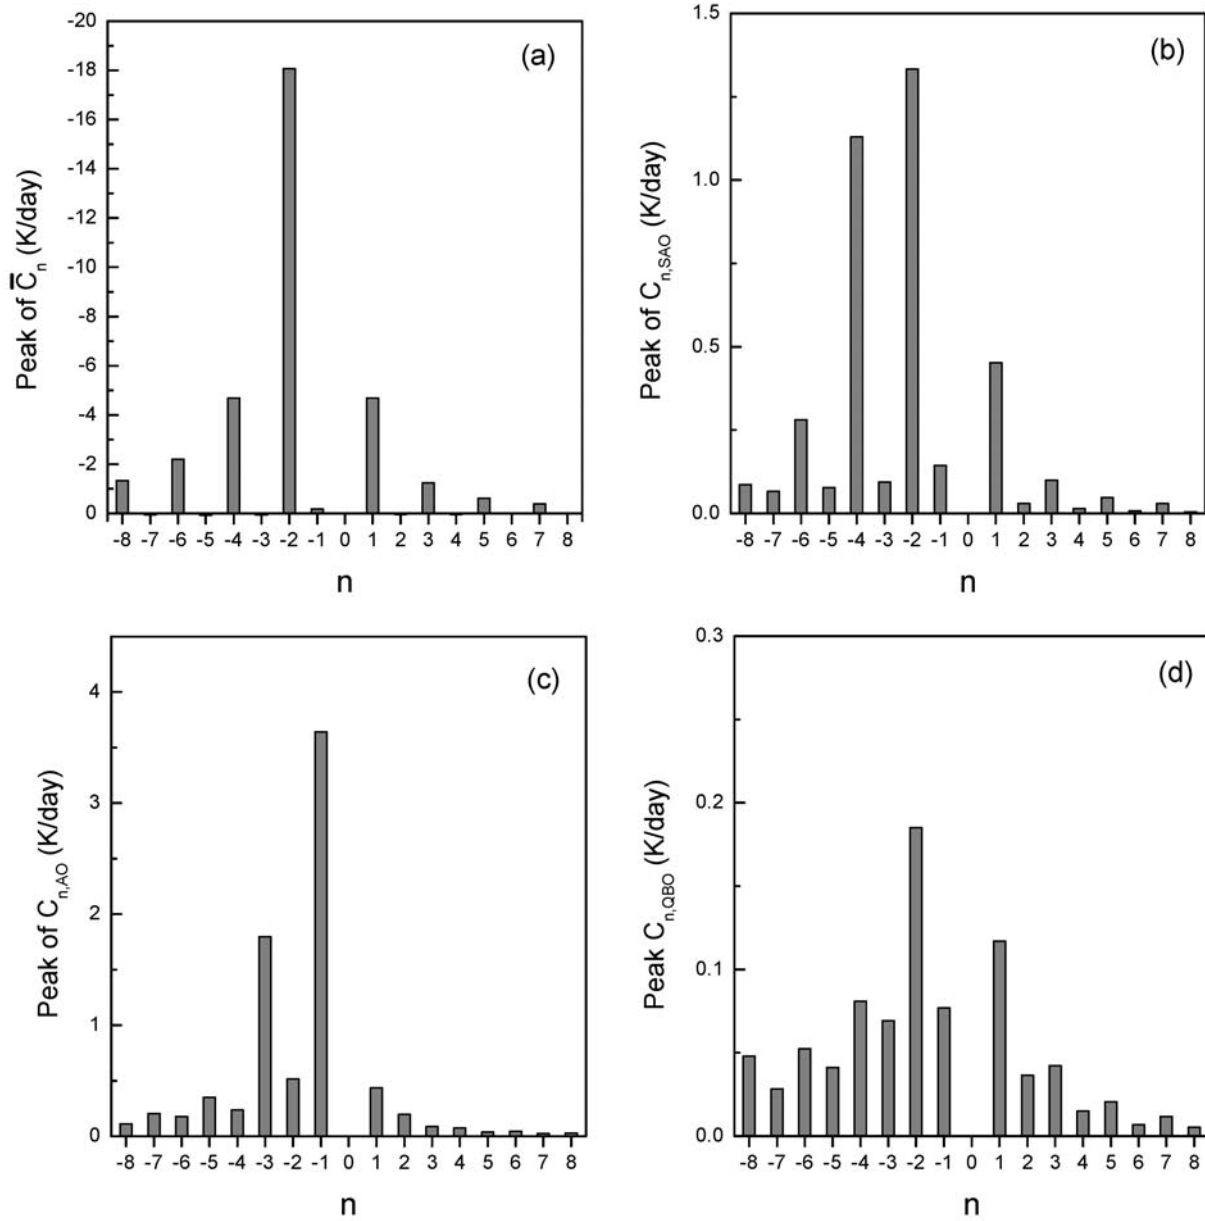 (a)
Peak of C̄n (K/day)
-20
-18
-16
-14
-12
-10
-8
-6
-4
-2
0
-8 -7 -6 -5 -4 -3 -2 -1 0 1 2 3 4 5 6 7 8
n
(b)
Peak of Cn,SAO (K/day)
1.5
1.0
0.5
0.0
-8 -7 -6 -5 -4 -3 -2 -1 0 1 2 3 4 5 6 7 8
n
(c)
Peak of Cn,AO (K/day)
4
3
2
1
0
-8 -7 -6 -5 -4 -3 -2 -1 0 1 2 3 4 5 6 7 8
n
(d)
Peak Cn,QBO (K/day)
0.3
0.2
0.1
0.0
-8 -7 -6 -5 -4 -3 -2 -1 0 1 2 3 4 5 6 7 8
n